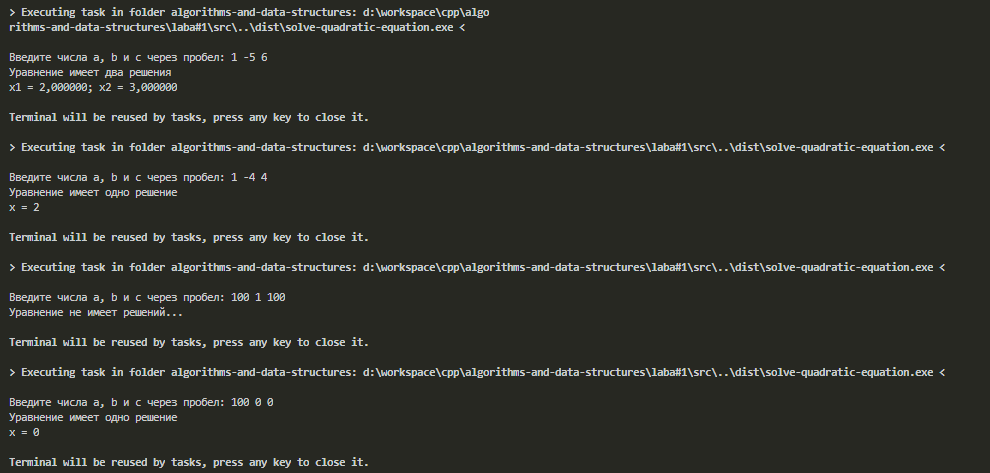 > Executing task in folder algorithms-and-data-structures: d:\workspace\cpp\algo
rithms-and-data-structures\laba#1\src\..\dist\solve-quadratic-equation.exe <
Введите числа a, b и c через пробел: 1 -5 6
Уравнение имеет два решения
x1 = 2,000000; x2 = 3,000000
Terminal will be reused by tasks, press any key to close it.
> Executing task in folder algorithms-and-data-structures: d:\workspace\cpp\algorithms-and-data-structures\laba#1\src\..\dist\solve-quadratic-equation.exe <
Введите числа a, b и c через пробел: 1 -4 4
Уравнение имеет одно решение
x = 2
Terminal will be reused by tasks, press any key to close it.
> Executing task in folder algorithms-and-data-structures: d:\workspace\cpp\algorithms-and-data-structures\laba#1\src\..\dist\solve-quadratic-equation.exe <
Введите числа a, b и c через пробел: 100 1 100
Уравнение не имеет решений...
Terminal will be reused by tasks, press any key to close it.
> Executing task in folder algorithms-and-data-structures: d:\workspace\cpp\algorithms-and-data-structures\laba#1\src\..\dist\solve-quadratic-equation.exe <
Введите числа a, b и c через пробел: 100 0 0
Уравнение имеет одно решение
x = 0
Terminal will be reused by tasks, press any key to close it.